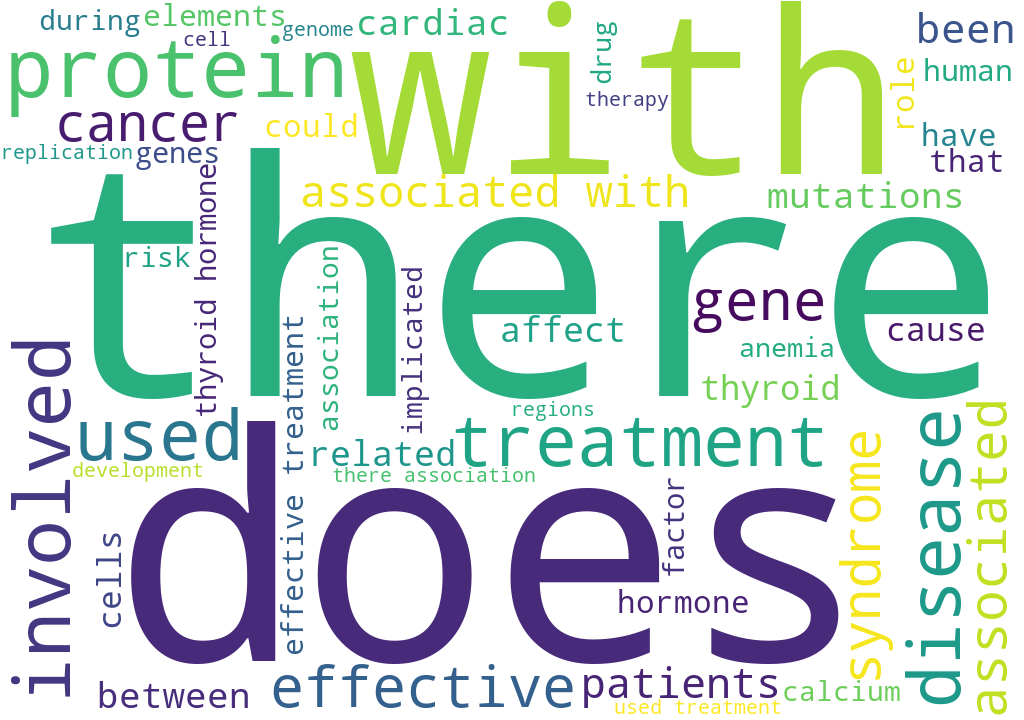 during
elements
cell
genome
cardiac
with
drug
been
protein
therapy
role
human
cancer
could
have
replication
genes
that
there
associated with
mutations
thyroid hormone
risk
association
implicated
affect
gene
cause
anemia
thyroid
involved
used
effective treatment
related
regions
treatment
development
there association
does
factor
syndrome
disease
associated
cells
hormone
between
effective
patients
calcium
used treatment